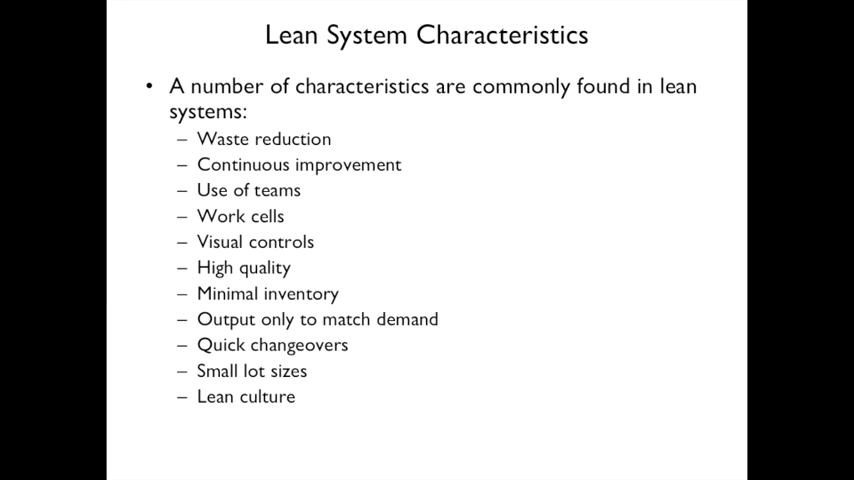 Lean System Characteristics
• A number of characteristics are commonly found in lean
systems:
– Waste reduction
– Continuous improvement
– Use of teams
– Work cells
– Visual controls
– High quality
– Minimal inventory
– Output only to match demand
– Quick changeovers
– Small lot sizes
– Lean culture